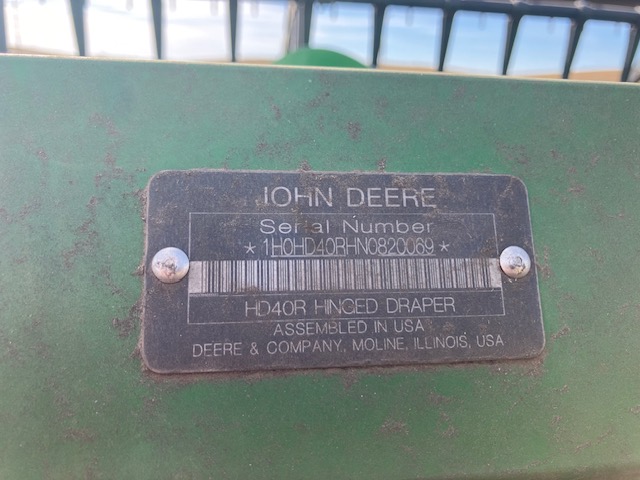 JOHN DEERE
Serial Number
*1H0HD40RHN0820069*
HD40R HINGED DRAPER
ASSEMBLED IN USA
DEERE & COMPANY, MOLINE, ILLINOIS, USA